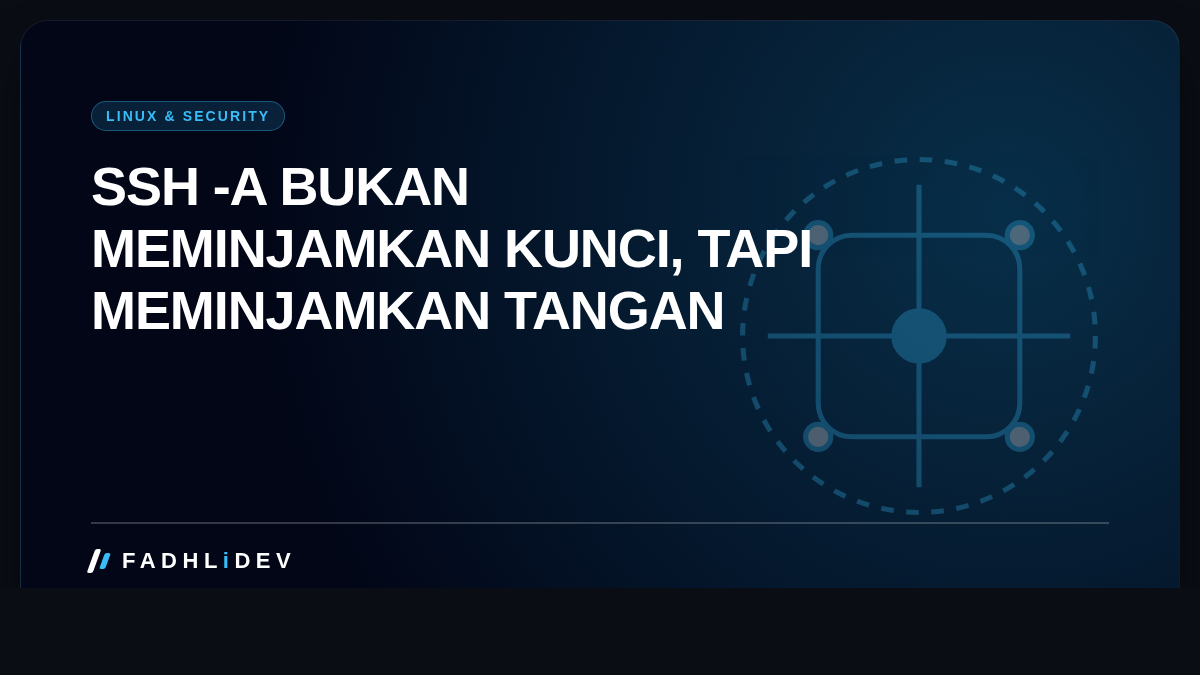 LINUX & SECURITY
SSH -A BUKAN
MEMINJAMKAN KUNCI, TAPI
MEMINJAMKAN TANGAN
FADHLiDEV